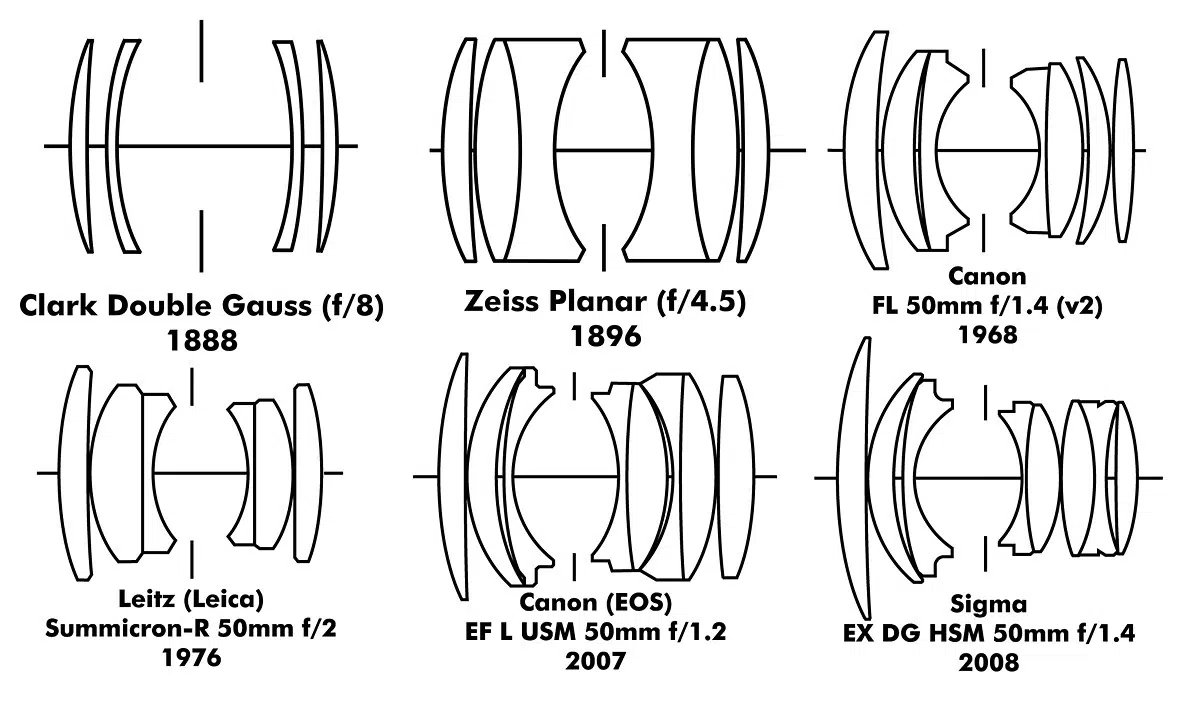 Clark Double Gauss (f/8)
1888
Zeiss Planar (f/4.5)
1896
Canon
FL 50mm f/1.4 (v2)
1968
Leitz (Leica)
Summicron-R 50mm f/2
1976
Canon (EOS)
EF L USM 50mm f/1.2
2007
Sigma
EX DG HSM 50mm f/1.4
2008